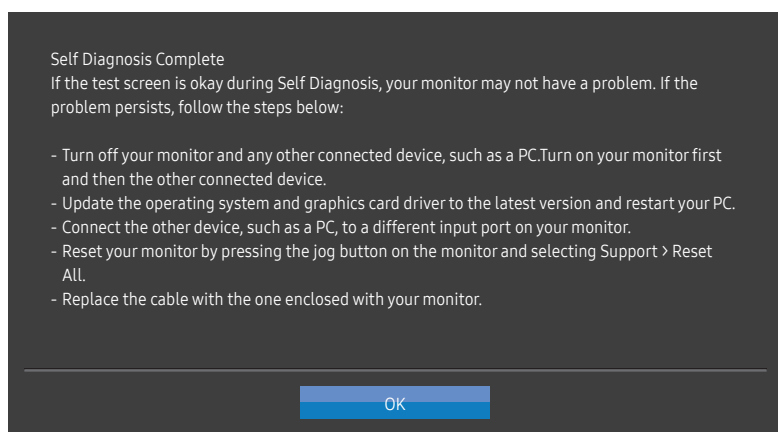 Self Diagnosis Complete
If the test screen is okay during Self Diagnosis, your monitor may not have a problem. If the
problem persists, follow the steps below:
- Turn off your monitor and any other connected device, such as a PC.Turn on your monitor first
and then the other connected device.
- Update the operating system and graphics card driver to the latest version and restart your PC.
- Connect the other device, such as a PC, to a different input port on your monitor.
- Reset your monitor by pressing the jog button on the monitor and selecting Support > Reset
All.
- Replace the cable with the one enclosed with your monitor.
OK